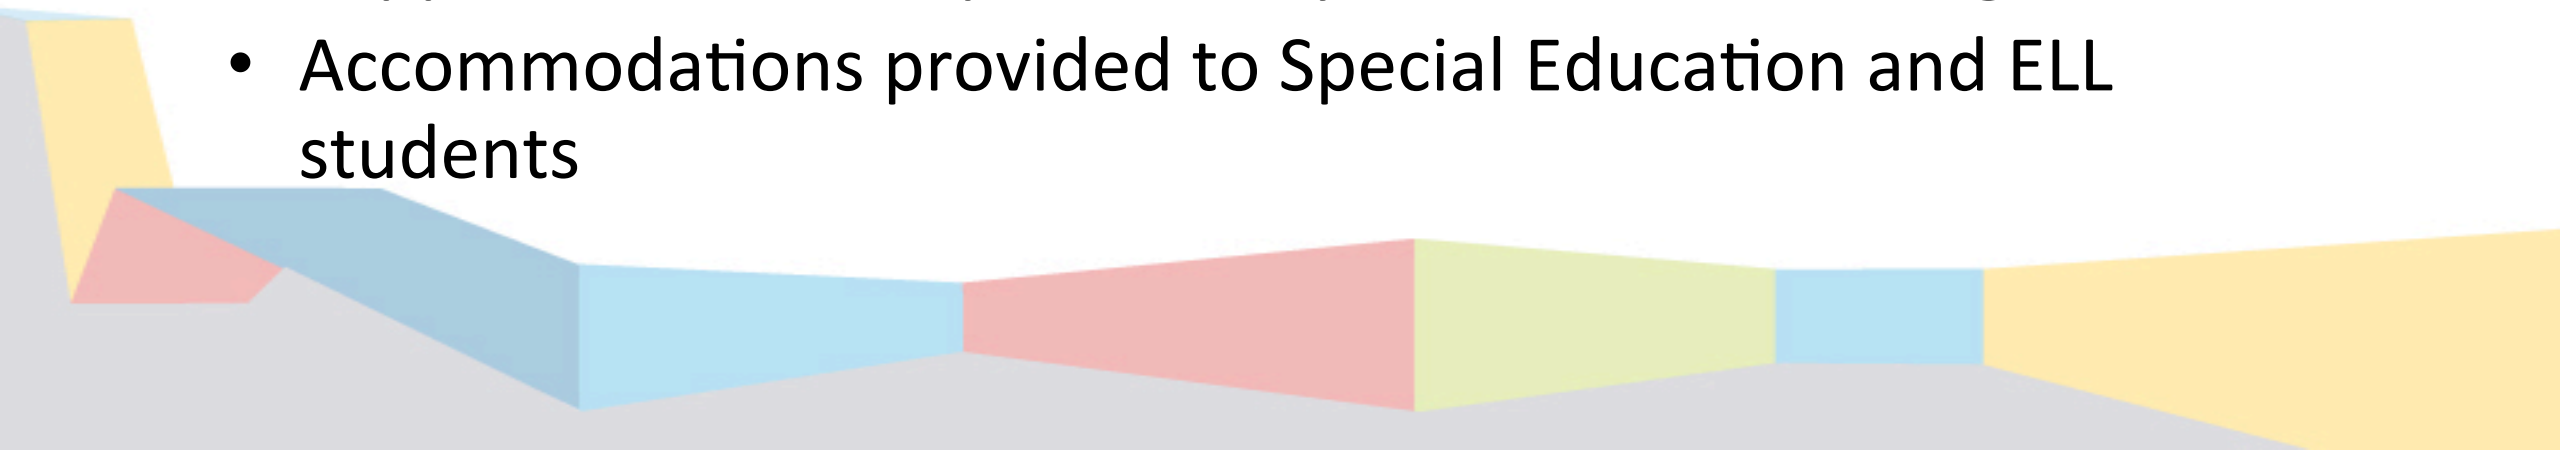 • Accommodations provided to Special Education and ELL
students